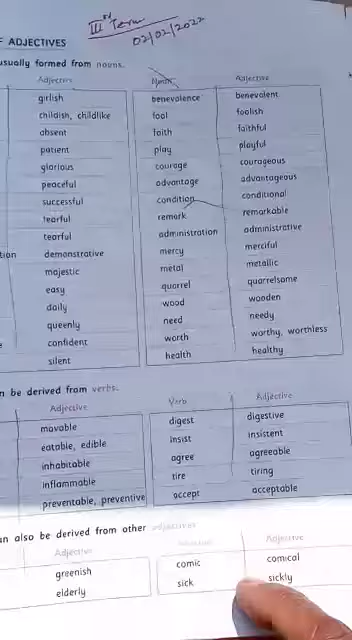 IIIrd Term
02/02/2022
F ADJECTIVES
usually formed from nouns.
Adjective Noun Adjective
girlish benevolence benevolent
childish, childlike fool foolish
absent faith faithful
patient play playful
glorious courage courageous
peaceful advantage advantageous
successful condition conditional
tearful remark remarkable
tearful administration administrative
tion demonstrative mercy merciful
majestic metal metallic
easy quarrel quarrelsome
daily wood wooden
queenly need needy
confident worth worthy, worthless
silent health healthy
n be derived from verbs.
Adjective Verb Adjective
movable digest digestive
eatable, edible insist insistent
inhabitable agree agreeable
inflammable tire tiring
preventable, preventive accept acceptable
an also be derived from other adjectives
Adjective Adjective
greenish comic comical
elderly sick sickly